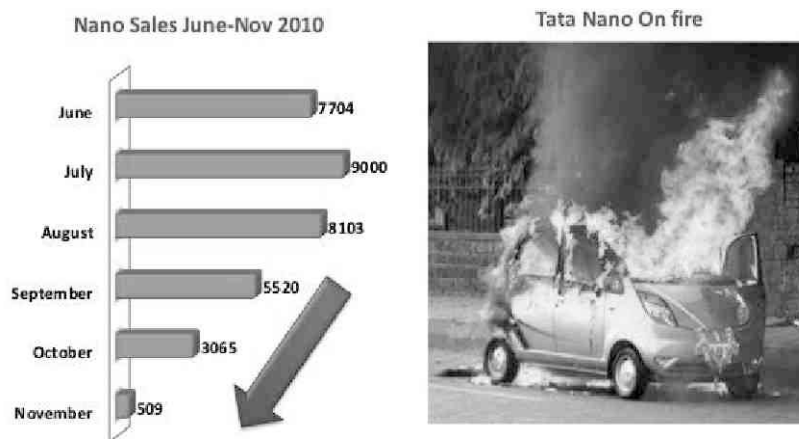 Nano Sales June-Nov 2010
June
7704
July
9000
August
8103
September
5520
October
3065
November
509
Tata Nano On fire